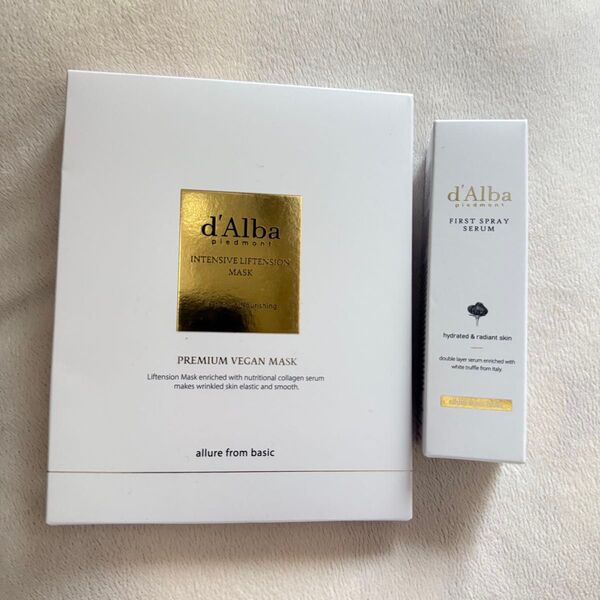 d'Alba
piedmont
INTENSIVE LIFTENSION
MASK
Nourishing
PREMIUM VEGAN MASK
Liftension Mask enriched with nutritional collagen serum
makes wrinkled skin elastic and smooth.
allure from basic
d'Alba
piedmont
FIRST SPRAY
SERUM
hydrated & radiant skin
double layer serum enriched with
white truffle from Italy.